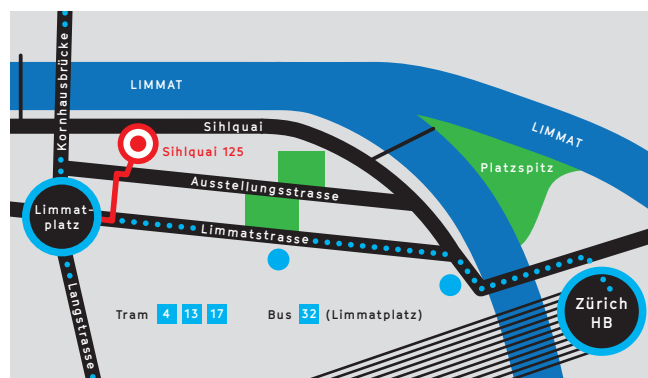 Kornhausbrücke
LIMMAT
LIMMAT
Sihlquai
Sihlquai 125
Platzspitz
Ausstellungsstrasse
Limmat-
platz
Limmatstrasse
Langstrasse
Tram 4 13 17 Bus 32 (Limmatplatz)
Zürich
HB